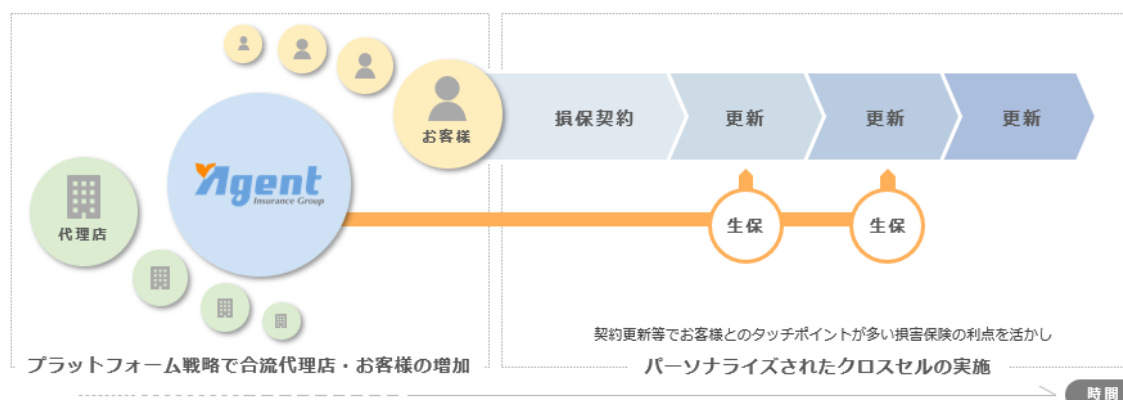 お客様
損保契約
更新
更新
更新
Agent
Insurance Group
代理店
生保
生保
契約更新等でお客様とのタッチポイントが多い損害保険の利点を活かし
プラットフォーム戦略で合流代理店・お客様の増加
パーソナライズされたクロスセルの実施
時間